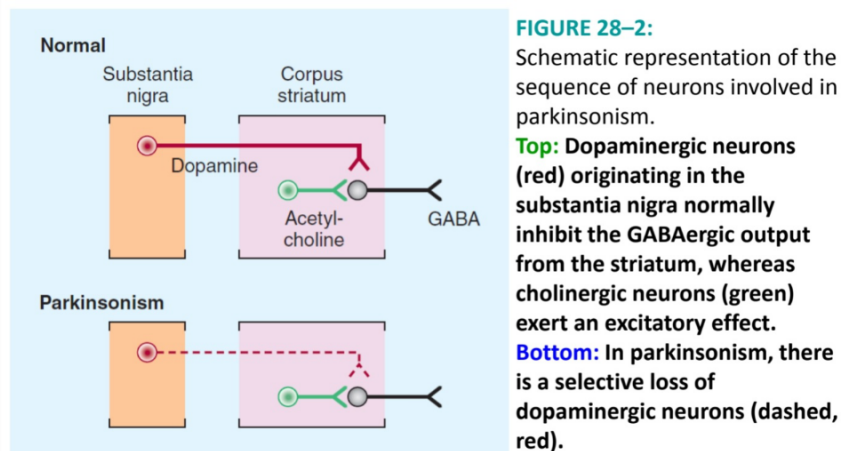 Normal
Substantia
nigra
Corpus
striatum
Dopamine
Acetyl-
choline
GABA
Parkinsonism
FIGURE 28–2:
Schematic representation of the
sequence of neurons involved in
parkinsonism.
Top: Dopaminergic neurons
(red) originating in the
substantia nigra normally
inhibit the GABAergic output
from the striatum, whereas
cholinergic neurons (green)
exert an excitatory effect.
Bottom: In parkinsonism, there
is a selective loss of
dopaminergic neurons (dashed,
red).